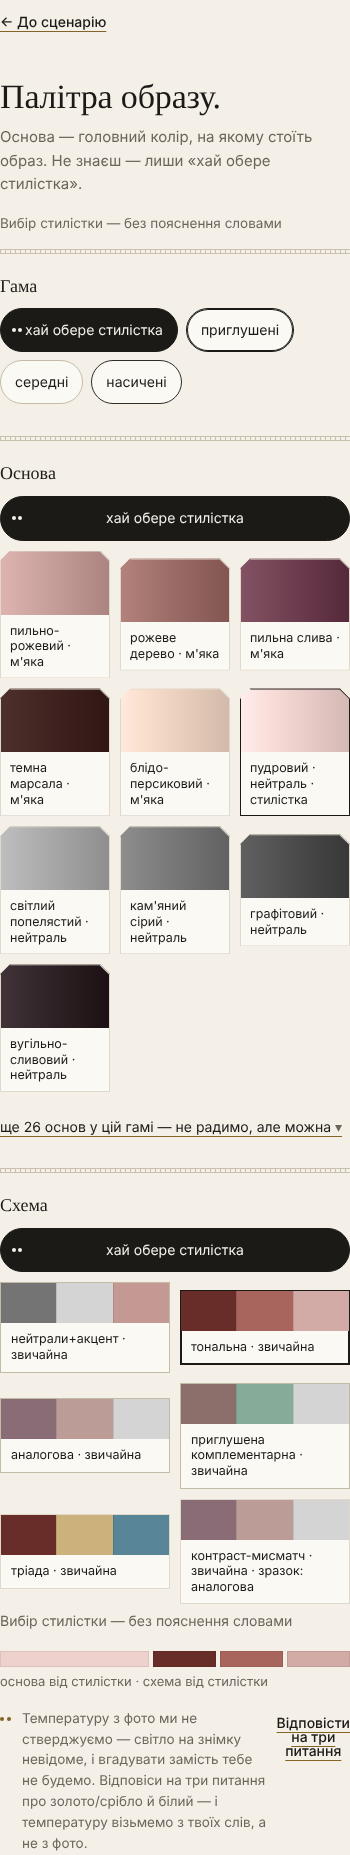 ← До сценарію
Палітра образу.
Основа — головний колір, на якому стоїть
образ. Не знаєш — лиши «хай обере
стилістка».
Вибір стилістки — без пояснення словами
Гама
хай обере стилістка
приглушені
середні
насичені
Основа
хай обере стилістка
пильно-
рожевий ·
м'яка
рожеве
дерево · м'яка
пильна слива ·
м'яка
темна
марсала ·
м'яка
блідо-
персиковий ·
м'яка
пудровий ·
нейтраль ·
стилістка
світлий
попелястий ·
нейтраль
кам'яний
сірий ·
нейтраль
графітовий ·
нейтраль
вугільно-
сливовий ·
нейтраль
ще 26 основ у цій гамі — не радимо, але можна ▾
Схема
хай обере стилістка
нейтрали+акцент ·
звичайна
тональна · звичайна
аналогова · звичайна
приглушена
комплементарна ·
звичайна
тріада · звичайна
контраст-мисматч ·
звичайна · зразок:
аналогова
Вибір стилістки — без пояснення словами
основа від стилістки · схема від стилістки
Температуру з фото ми не
стверджуємо — світло на знімку
невідоме, і вгадувати замість тебе
не будемо. Відповіси на три питання
про золото/срібло й білий — і
температуру візьмемо з твоїх слів, а
не з фото.
Відповісти
на три
питання